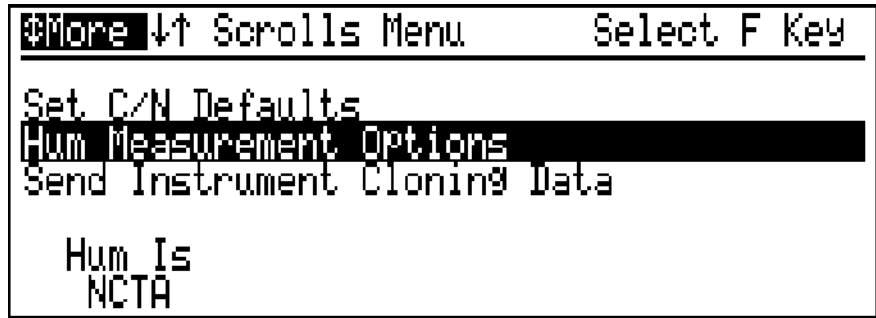 ↕More ↓↑ Scrolls Menu Select F Key
Set C/N Defaults
Hum Measurement Options
Send Instrument Cloning Data
Hum Is
NCTA